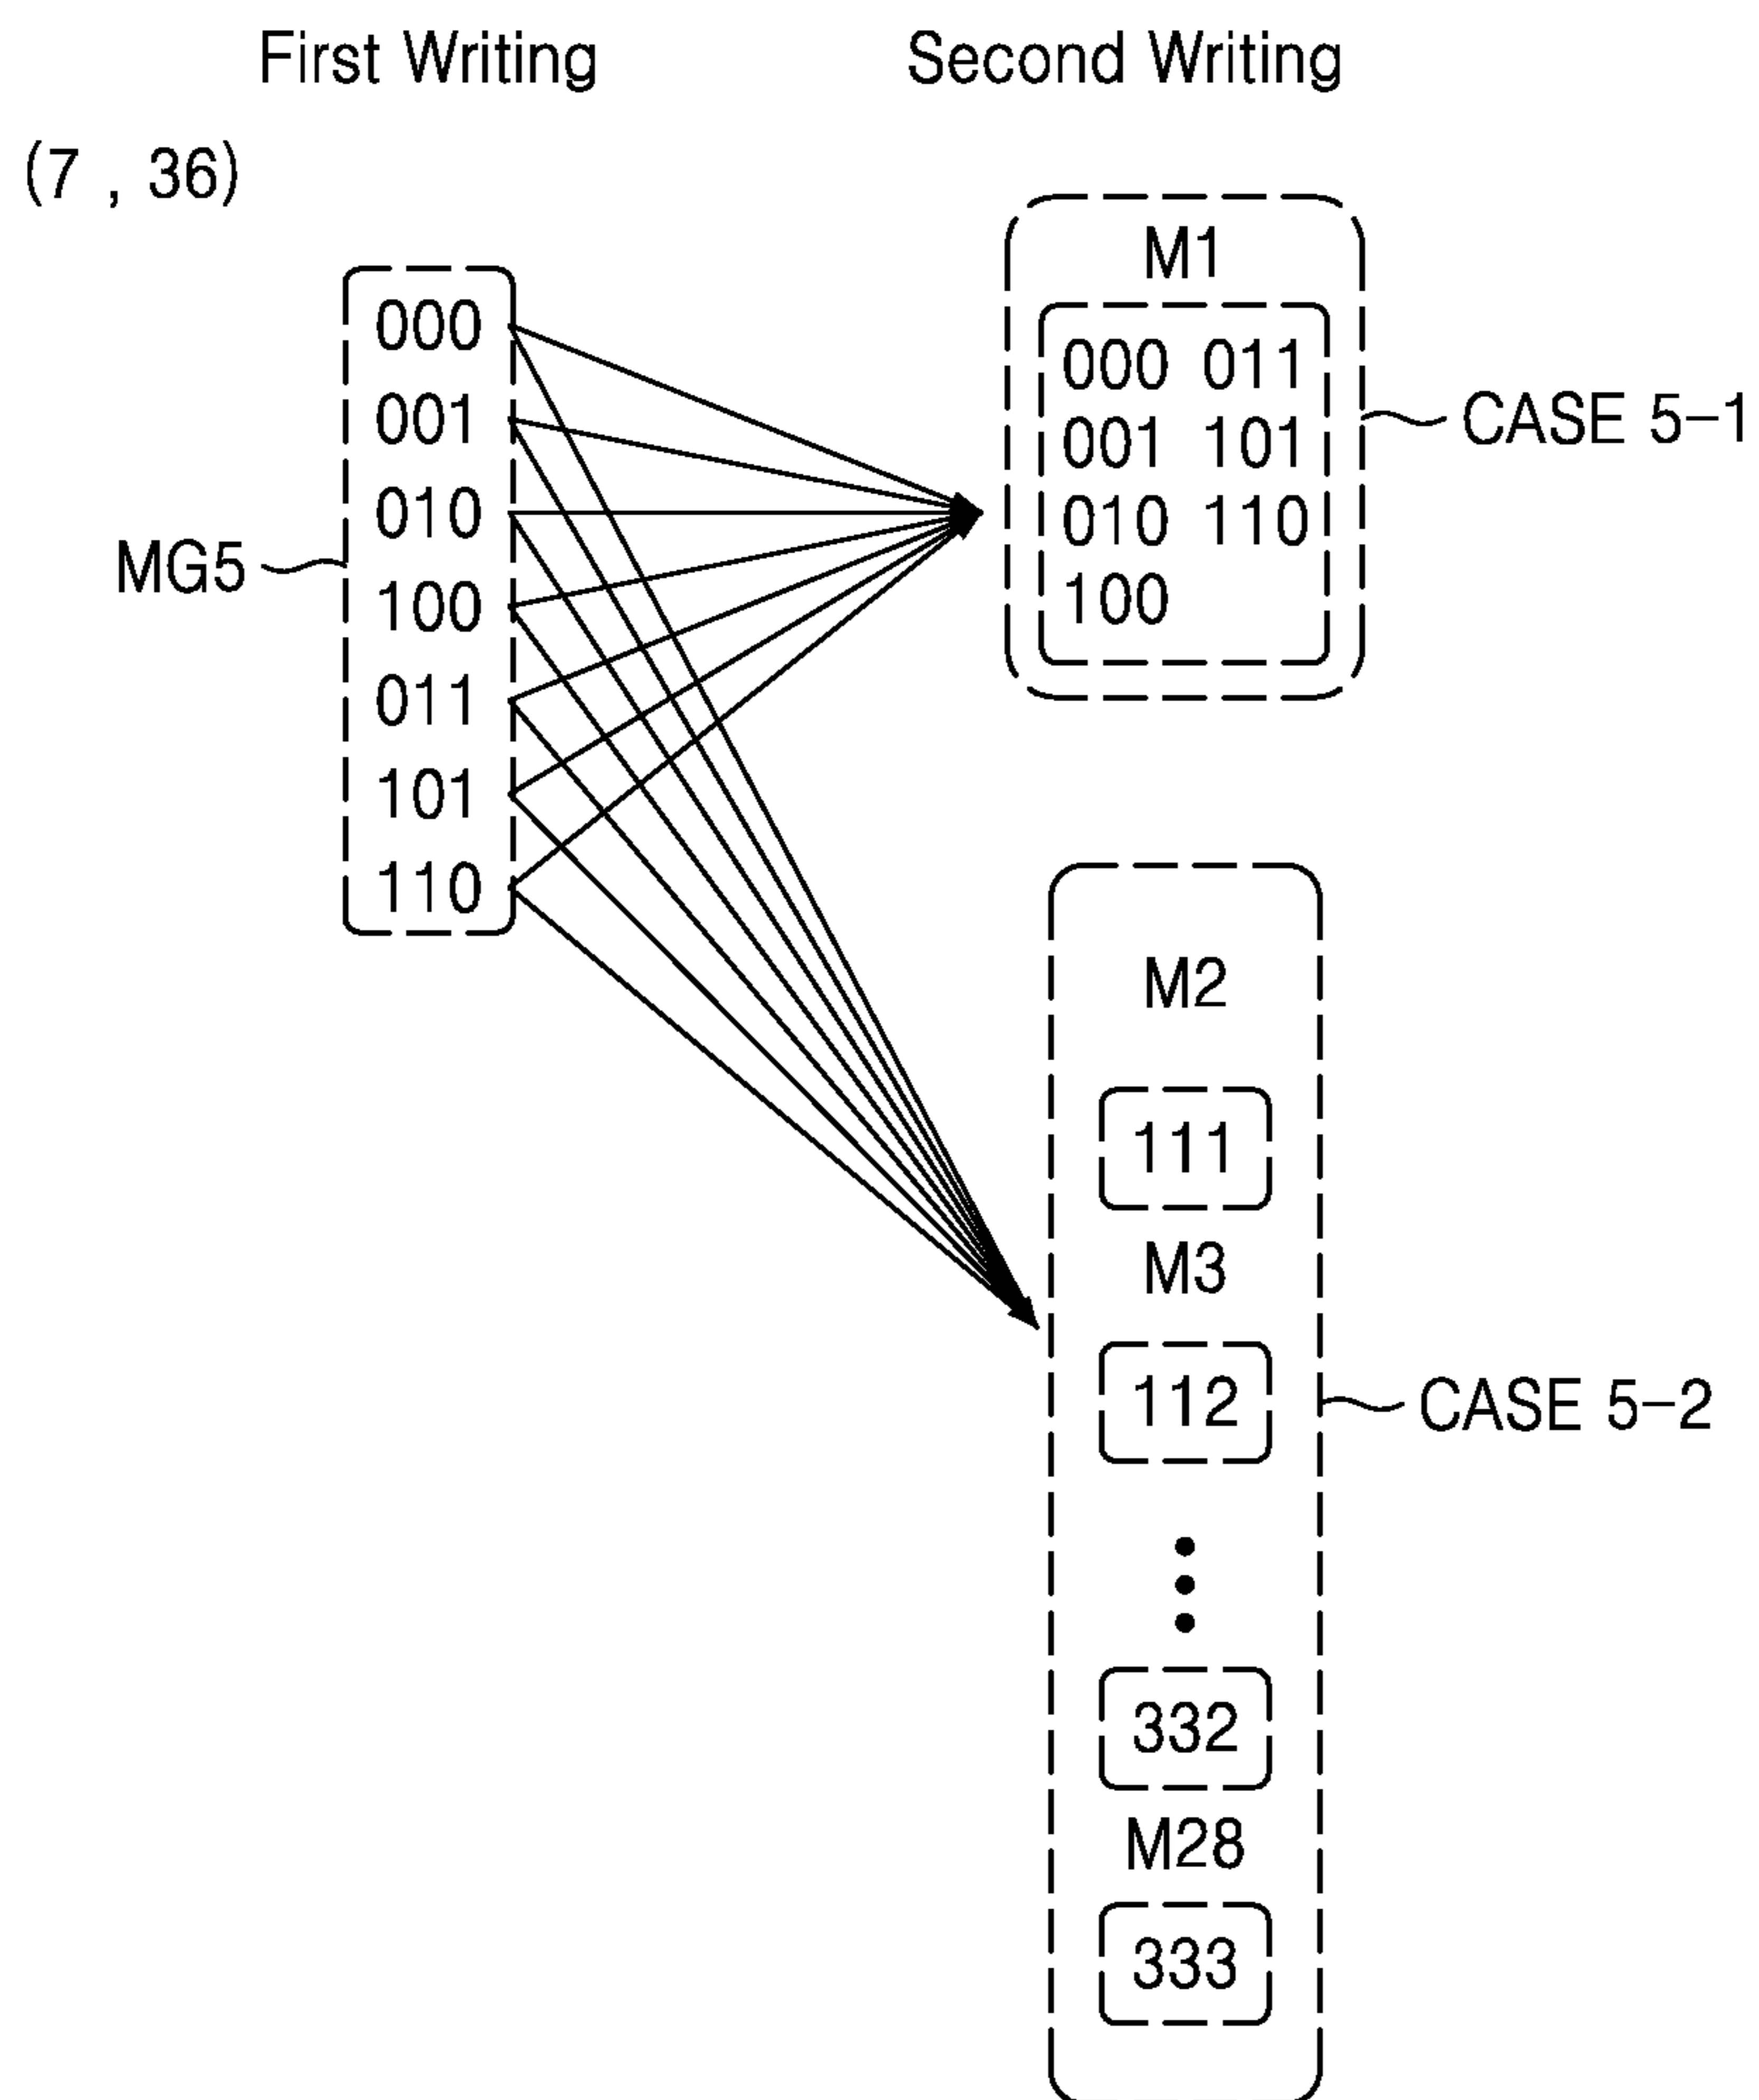 First Writing Second Writing
(7 , 36)
MG5
000
001
010
100
011
101
110
M1
000 011
001 101
010 110
100
CASE 5-1
M2
111
M3
112
332
M28
333
CASE 5-2